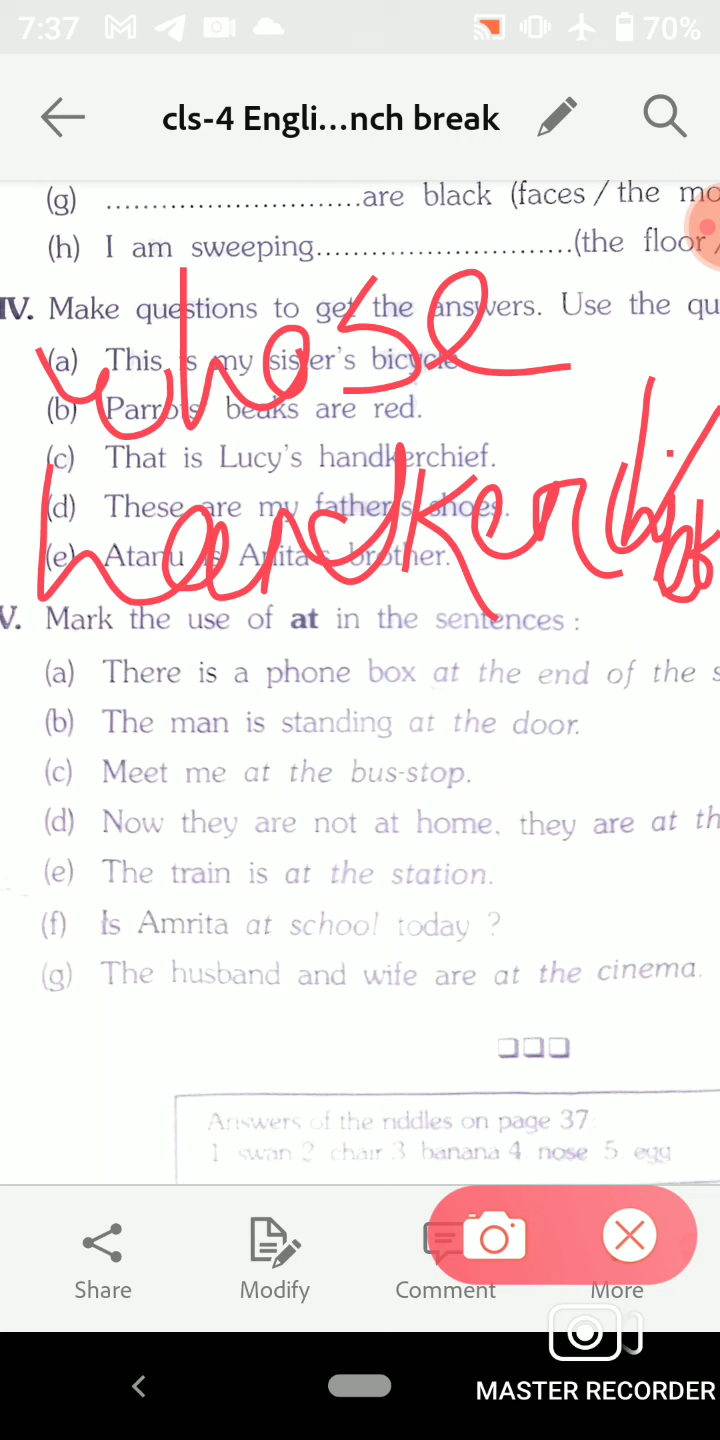 7:37 70%
cls-4 Engli...nch break
(g) ............................are black (faces / the mo
(h) I am sweeping............................(the floor /
IV. Make questions to get the answers. Use the qu
whose
(a) This is my sister's bicycle
(b) Parrots beaks are red.
(c) That is Lucy's handkerchief.
(d) These are my father's shoes.
(e) Atanu is Anita's brother.
V. Mark the use of at in the sentences :
(a) There is a phone box at the end of the s
(b) The man is standing at the door.
(c) Meet me at the bus-stop.
(d) Now they are not at home, they are at th
(e) The train is at the station.
(f) Is Amrita at school today ?
(g) The husband and wife are at the cinema.
Answers of the riddles on page 37
1 swan 2 chair 3 banana 4 nose 5 egg
Share Modify Comment More
MASTER RECORDER